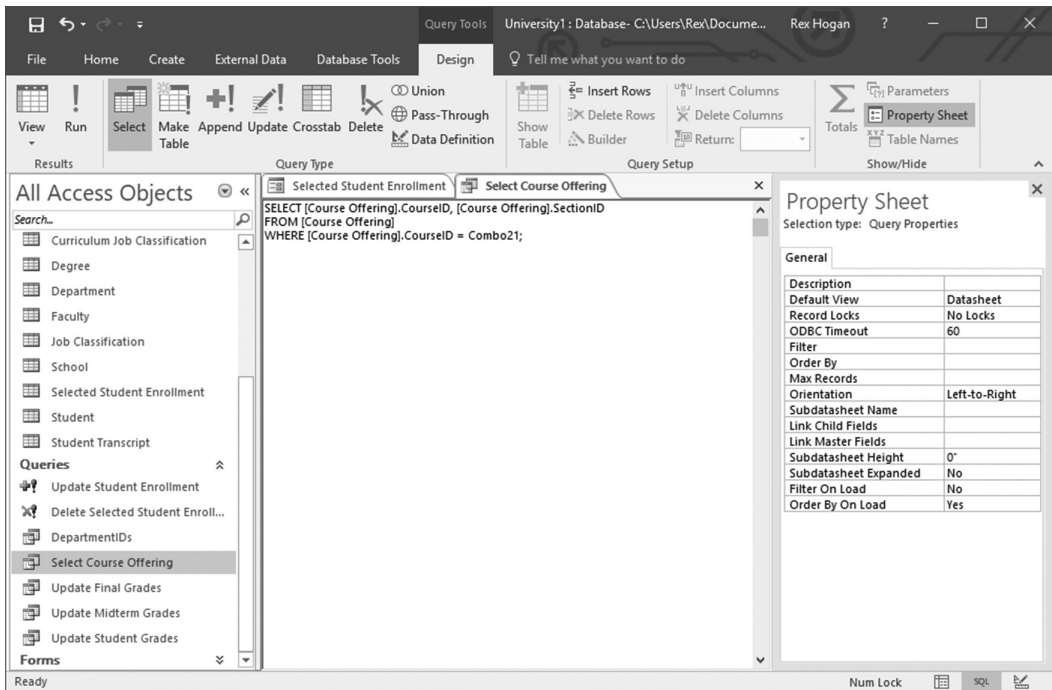 Query Tools University1 : Database- C:\Users\Rex\Docume... Rex Hogan ? 
File Home Create External Data Database Tools Design Tell me what you want to do
View
Run
Select
Make Table
Append
Update
Crosstab
Delete
Union
Pass-Through
Data Definition
Show Table
Insert Rows
Delete Rows
Builder
Insert Columns
Delete Columns
Return:
Totals
Parameters
Property Sheet
Table Names
Results Query Type Query Setup Show/Hide
All Access Objects
Search...
Curriculum Job Classification
Degree
Department
Faculty
Job Classification
School
Selected Student Enrollment
Student
Student Transcript
Queries
Update Student Enrollment
Delete Selected Student Enroll...
DepartmentIDs
Select Course Offering
Update Final Grades
Update Midterm Grades
Update Student Grades
Forms
Selected Student Enrollment Select Course Offering
SELECT [Course Offering].CourseID, [Course Offering].SectionID
FROM [Course Offering]
WHERE [Course Offering].CourseID = Combo21;
Property Sheet
Selection type: Query Properties
General
Description
Default View Datasheet
Record Locks No Locks
ODBC Timeout 60
Filter
Order By
Max Records
Orientation Left-to-Right
Subdatasheet Name
Link Child Fields
Link Master Fields
Subdatasheet Height 0"
Subdatasheet Expanded No
Filter On Load No
Order By On Load Yes
Ready Num Lock SQL